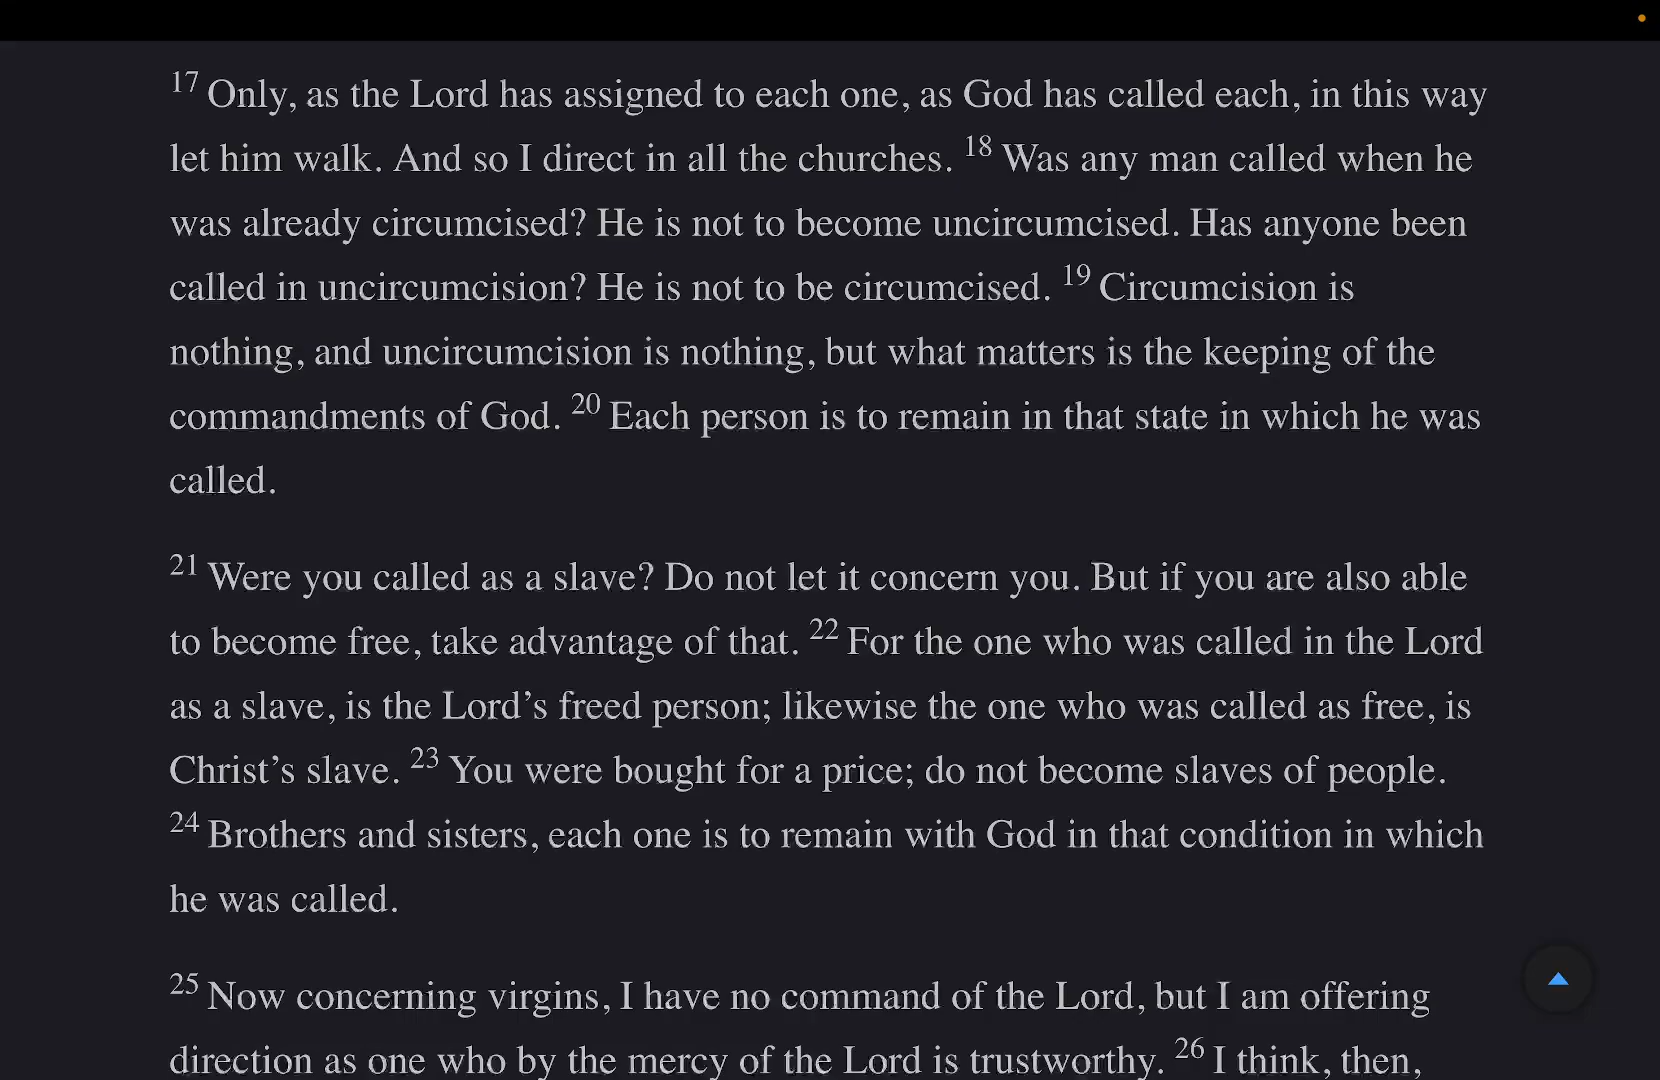 17 Only, as the Lord has assigned to each one, as God has called each, in this way
let him walk. And so I direct in all the churches. 18 Was any man called when he
was already circumcised? He is not to become uncircumcised. Has anyone been
called in uncircumcision? He is not to be circumcised. 19 Circumcision is
nothing, and uncircumcision is nothing, but what matters is the keeping of the
commandments of God. 20 Each person is to remain in that state in which he was
called.
21 Were you called as a slave? Do not let it concern you. But if you are also able
to become free, take advantage of that. 22 For the one who was called in the Lord
as a slave, is the Lord’s freed person; likewise the one who was called as free, is
Christ’s slave. 23 You were bought for a price; do not become slaves of people.
24 Brothers and sisters, each one is to remain with God in that condition in which
he was called.
25 Now concerning virgins, I have no command of the Lord, but I am offering
direction as one who by the mercy of the Lord is trustworthy. 26 I think, then,